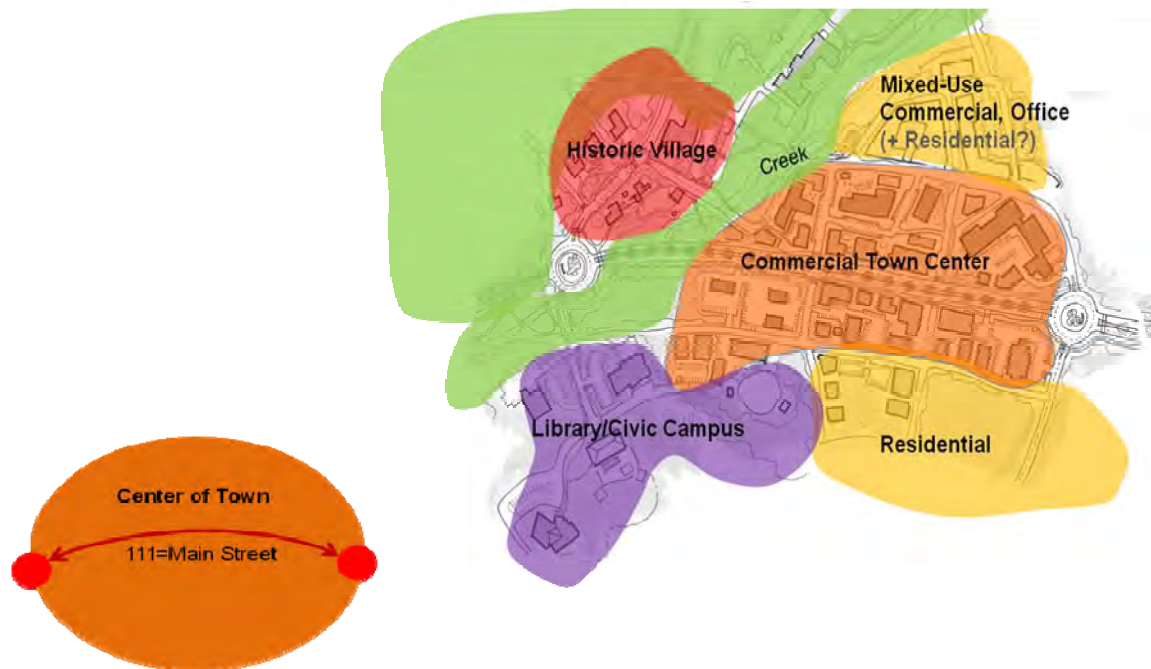 Mixed-Use
Commercial, Office
(+ Residential?)
Historic Village
Creek
Commercial Town Center
Library/Civic Campus
Residential
Center of Town
111=Main Street